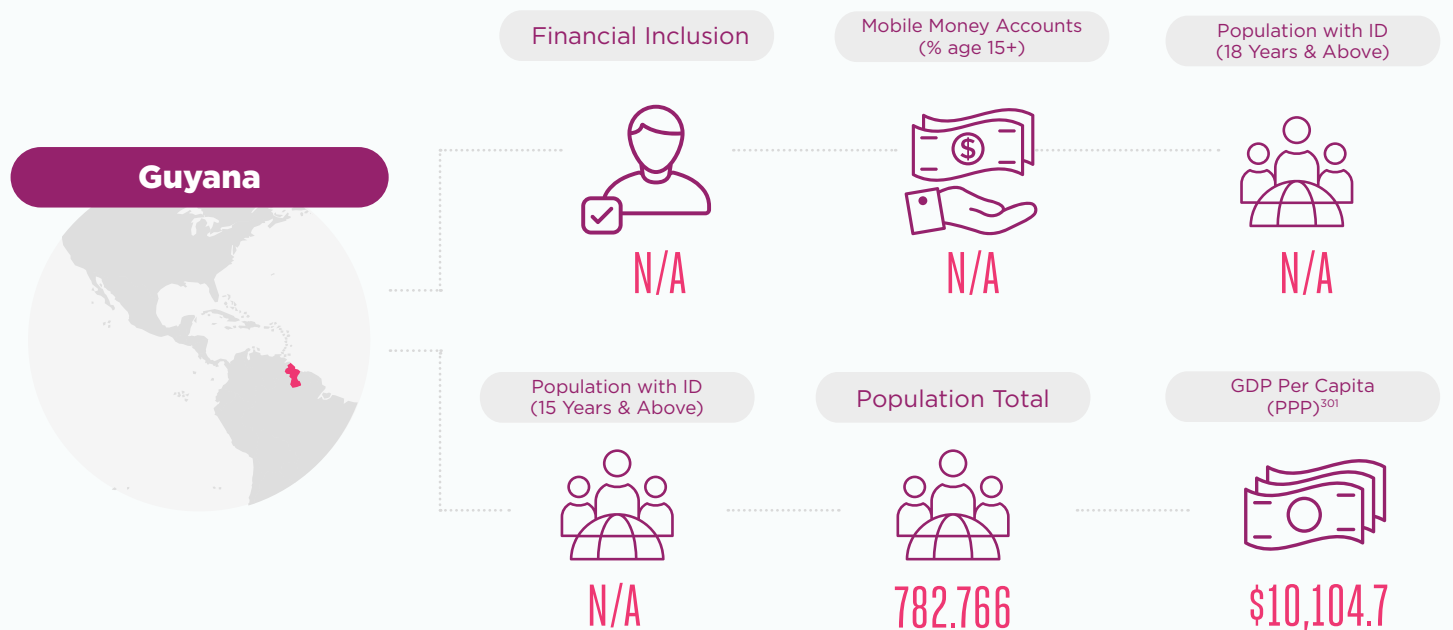 Guyana
Financial Inclusion
N/A
Mobile Money Accounts
(% age 15+)
$
N/A
Population with ID
(18 Years & Above)
N/A
Population with ID
(15 Years & Above)
N/A
Population Total
782.766
GDP Per Capita
(PPP)301
$10,104.7